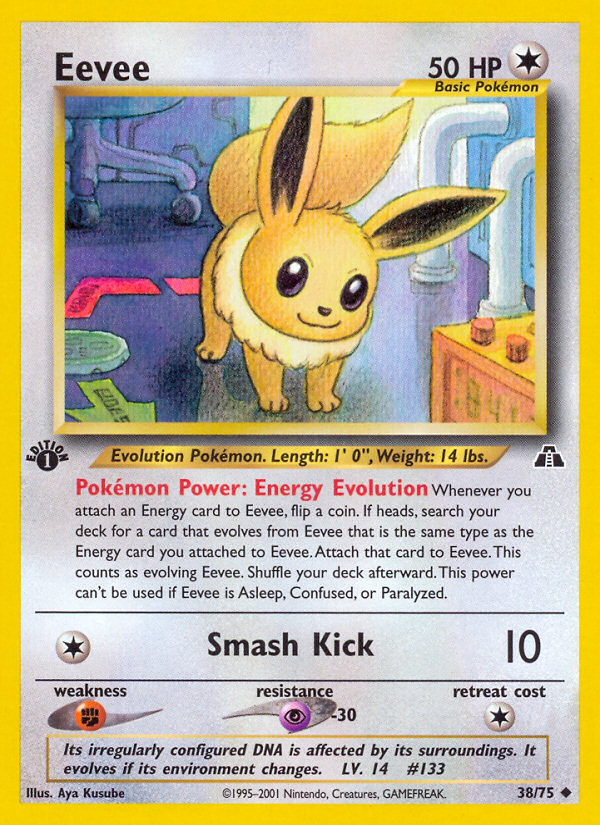 Eevee
50 HP
Basic Pokémon
EDITION
1
Evolution Pokémon. Length: 1' 0", Weight: 14 lbs.
Pokémon Power: Energy Evolution Whenever you
attach an Energy card to Eevee, flip a coin. If heads, search your
deck for a card that evolves from Eevee that is the same type as the
Energy card you attached to Eevee. Attach that card to Eevee. This
counts as evolving Eevee. Shuffle your deck afterward. This power
can't be used if Eevee is Asleep, Confused, or Paralyzed.
Smash Kick 10
weakness resistance retreat cost
-30
Its irregularly configured DNA is affected by its surroundings. It
evolves if its environment changes. LV. 14 #133
Illus. Aya Kusube ©1995-2001 Nintendo, Creatures, GAMEFREAK. 38/75